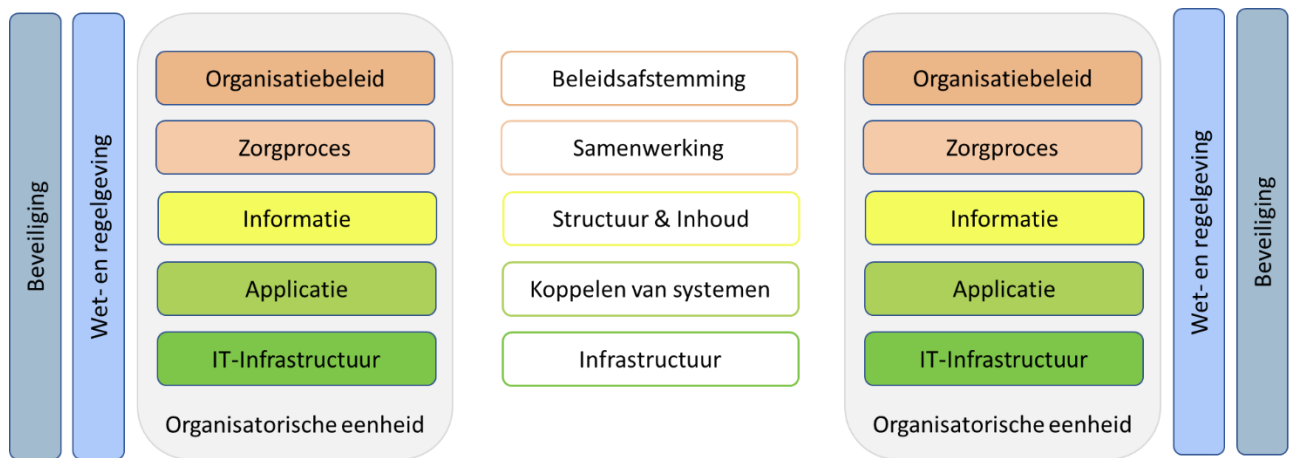 Beveiliging
Wet- en regelgeving
Organisatiebeleid
Zorgproces
Informatie
Applicatie
IT-Infrastructuur
Organisatorische eenheid
Beleidsafstemming
Samenwerking
Structuur & Inhoud
Koppelen van systemen
Infrastructuur
Organisatiebeleid
Zorgproces
Informatie
Applicatie
IT-Infrastructuur
Organisatorische eenheid
Wet- en regelgeving
Beveiliging